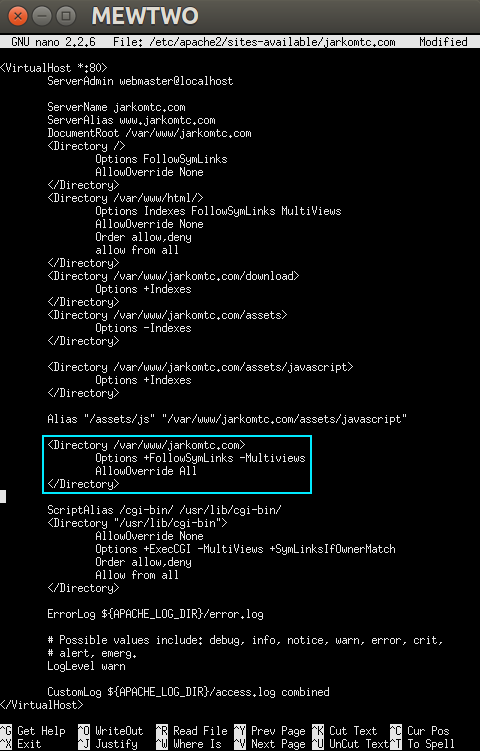 MEWTWO
GNU nano 2.2.6 File: /etc/apache2/sites-available/jarkomtc.com Modified
<VirtualHost *:80>
ServerAdmin webmaster@localhost
ServerName jarkomtc.com
ServerAlias www.jarkomtc.com
DocumentRoot /var/www/jarkomtc.com
<Directory />
Options FollowSymLinks
AllowOverride None
</Directory>
<Directory /var/www/html/>
Options Indexes FollowSymLinks MultiViews
AllowOverride None
Order allow,deny
allow from all
</Directory>
<Directory /var/www/jarkomtc.com/download>
Options +Indexes
</Directory>
<Directory /var/www/jarkomtc.com/assets>
Options -Indexes
</Directory>
<Directory /var/www/jarkomtc.com/assets/javascript>
Options +Indexes
</Directory>
Alias "/assets/js" "/var/www/jarkomtc.com/assets/javascript"
<Directory /var/www/jarkomtc.com>
Options +FollowSymLinks -Multiviews
AllowOverride All
</Directory>
ScriptAlias /cgi-bin/ /usr/lib/cgi-bin/
<Directory "/usr/lib/cgi-bin">
AllowOverride None
Options +ExecCGI -MultiViews +SymLinksIfOwnerMatch
Order allow,deny
Allow from all
</Directory>
ErrorLog ${APACHE_LOG_DIR}/error.log
# Possible values include: debug, info, notice, warn, error, crit,
# alert, emerg.
LogLevel warn
CustomLog ${APACHE_LOG_DIR}/access.log combined
</VirtualHost>
^G Get Help ^O WriteOut ^R Read File ^Y Prev Page ^K Cut Text ^C Cur Pos
^X Exit ^J Justify ^W Where Is ^V Next Page ^U UnCut Text ^T To Spell